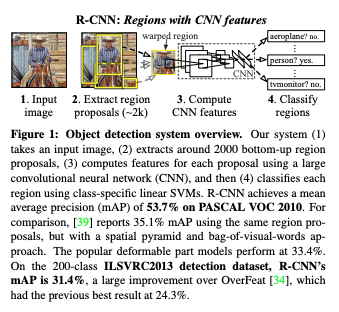 R-CNN: Regions with CNN features
warped region
aeroplane? no.
person? yes.
tvmonitor? no.
CNN
1. Input image
2. Extract region proposals (~2k)
3. Compute CNN features
4. Classify regions
Figure 1: Object detection system overview. Our system (1)
takes an input image, (2) extracts around 2000 bottom-up region
proposals, (3) computes features for each proposal using a large
convolutional neural network (CNN), and then (4) classifies each
region using class-specific linear SVMs. R-CNN achieves a mean
average precision (mAP) of 53.7% on PASCAL VOC 2010. For
comparison, [39] reports 35.1% mAP using the same region pro-
posals, but with a spatial pyramid and bag-of-visual-words ap-
proach. The popular deformable part models perform at 33.4%.
On the 200-class ILSVRC2013 detection dataset, R-CNN's
mAP is 31.4%, a large improvement over OverFeat [34], which
had the previous best result at 24.3%.